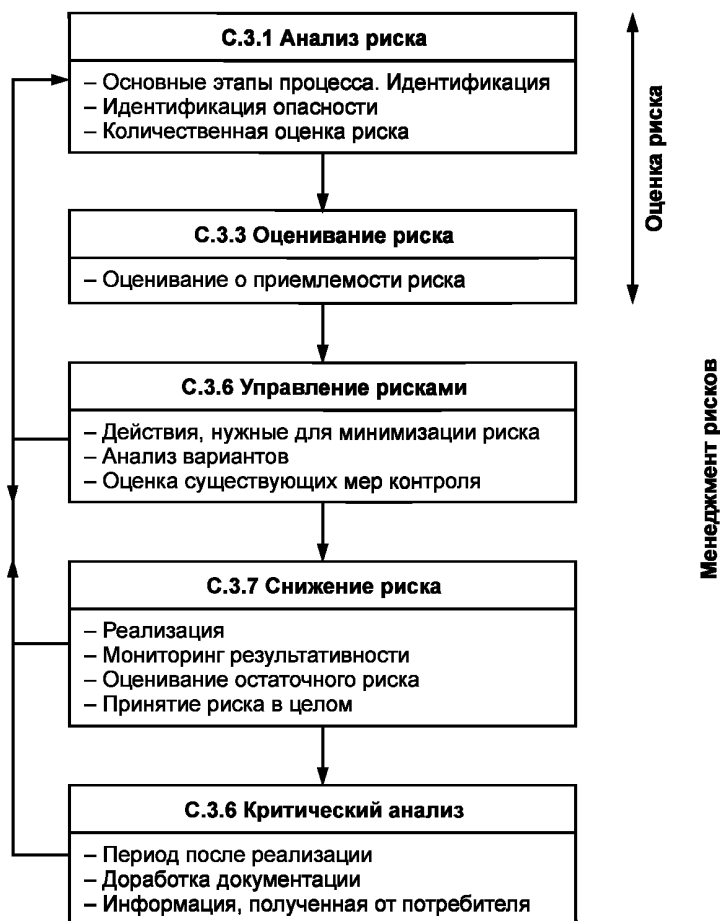 С.3.1 Анализ риска
– Основные этапы процесса. Идентификация
– Идентификация опасности
– Количественная оценка риска
Оценка риска
С.3.3 Оценивание риска
– Оценивание о приемлемости риска
С.3.6 Управление рисками
– Действия, нужные для минимизации риска
– Анализ вариантов
– Оценка существующих мер контроля
Менеджмент рисков
С.3.7 Снижение риска
– Реализация
– Мониторинг результативности
– Оценивание остаточного риска
– Принятие риска в целом
С.3.6 Критический анализ
– Период после реализации
– Доработка документации
– Информация, полученная от потребителя